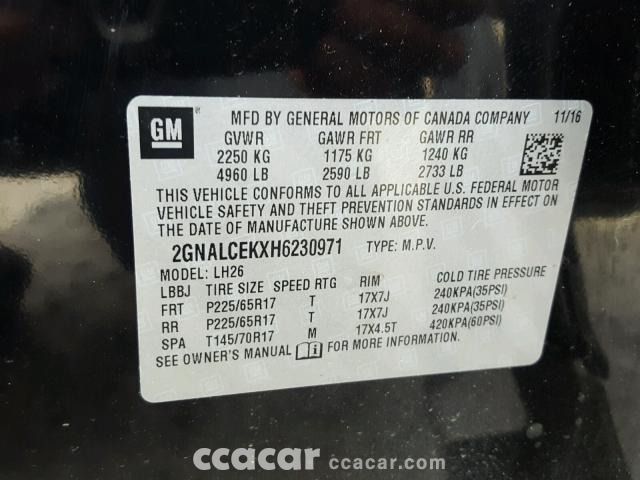 GM
MFD BY GENERAL MOTORS OF CANADA COMPANY 11/16
GVWR GAWR FRT GAWR RR
2250 KG 1175 KG 1240 KG
4960 LB 2590 LB 2733 LB
THIS VEHICLE CONFORMS TO ALL APPLICABLE U.S. FEDERAL MOTOR
VEHICLE SAFETY AND THEFT PREVENTION STANDARDS IN EFFECT ON
THE DATE OF MANUFACTURE SHOWN ABOVE.
2GNALCEKXH6230971 TYPE: M.P.V.
MODEL: LH26
LBBJ TIRE SIZE SPEED RTG RIM COLD TIRE PRESSURE
FRT P225/65R17 T 17X7J 240KPA(35PSI)
RR P225/65R17 T 17X7J 240KPA(35PSI)
SPA T145/70R17 M 17X4.5T 420KPA(60PSI)
SEE OWNER'S MANUAL FOR MORE INFORMATION.
ccacar ccacar.com